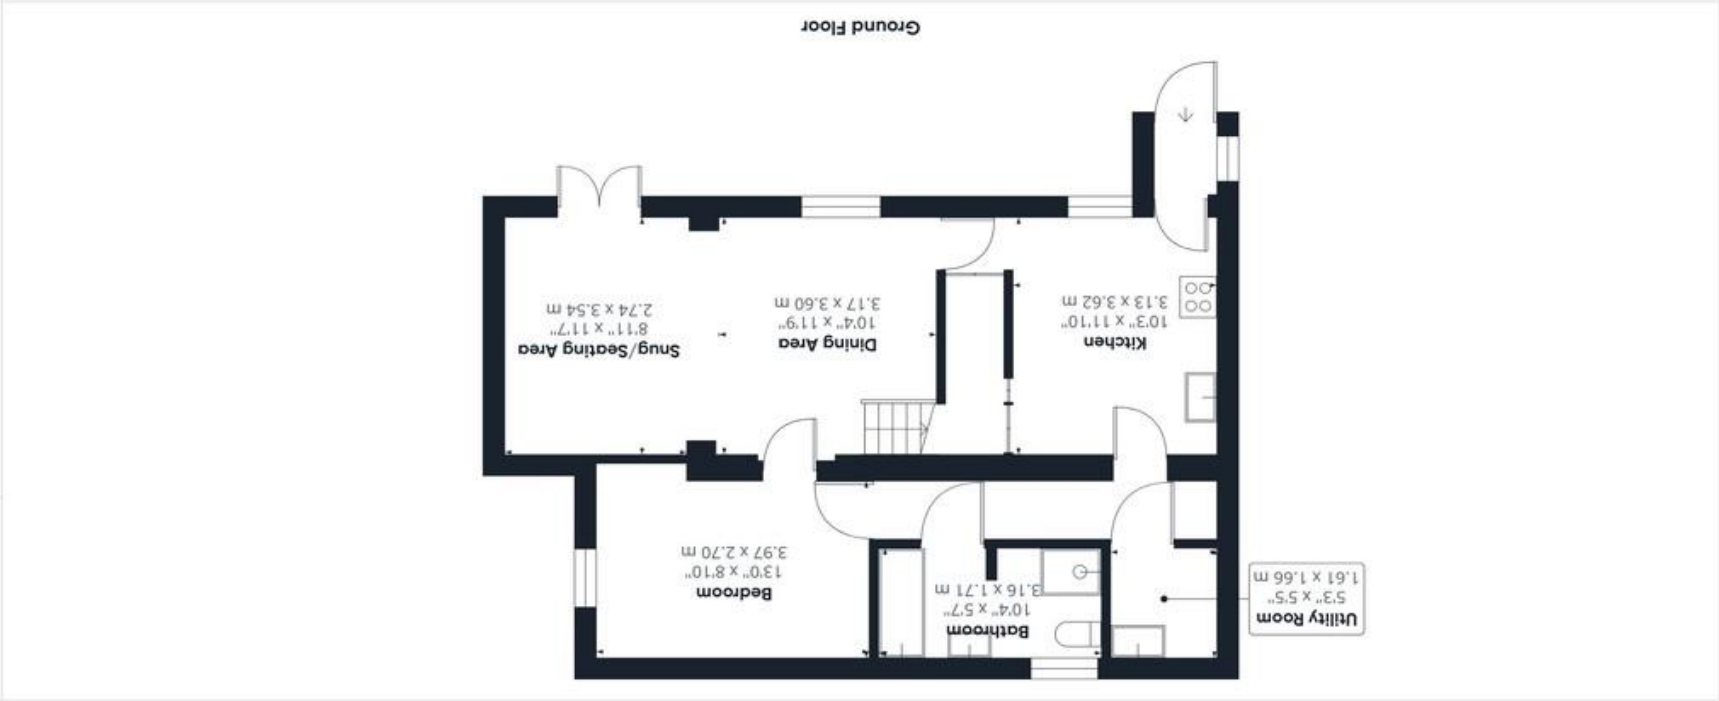 Utility Room
5'3" x 5'5"
1.61 x 1.66 m
Bathroom
10'4" x 5'7"
3.16 x 1.71 m
Bedroom
13'0" x 8'10"
3.97 x 2.70 m
Kitchen
10'3" x 11'10"
3.13 x 3.62 m
Dining Area
10'4" x 11'9"
3.17 x 3.60 m
Snug/Seating Area
8'11" x 11'7"
2.74 x 3.54 m
Ground Floor